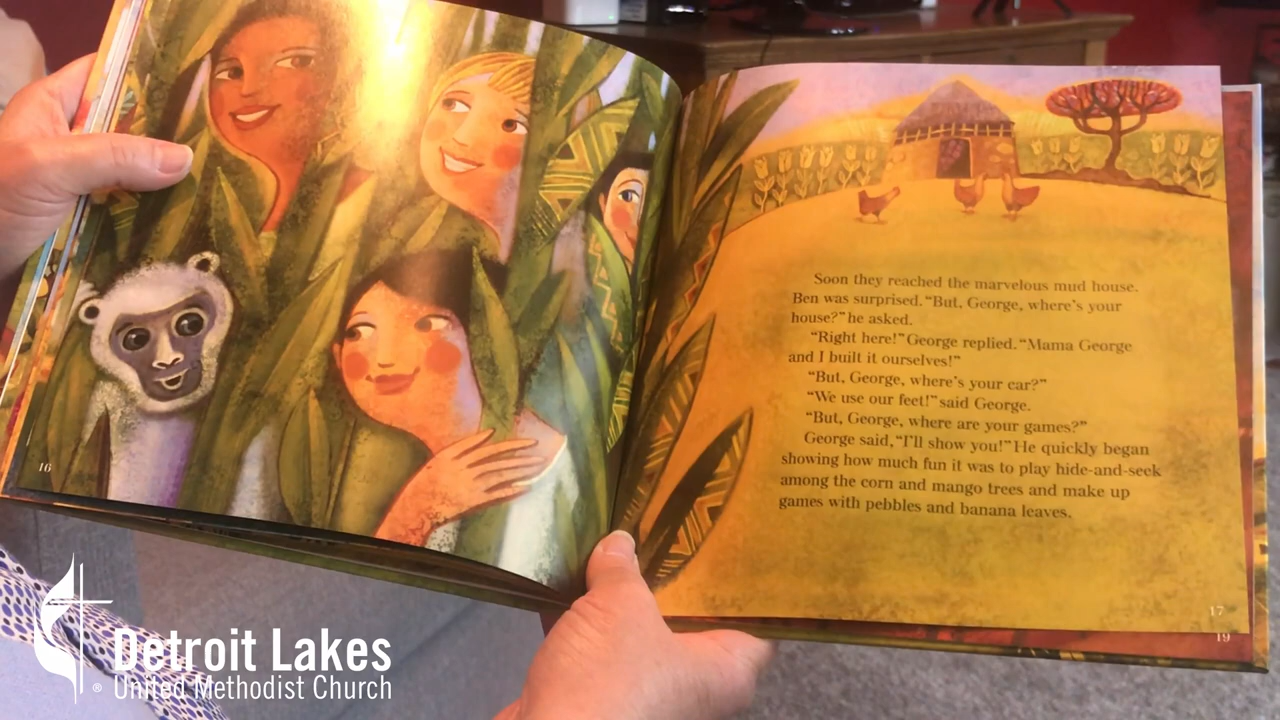 Soon they reached the marvelous mud house.
Ben was surprised. “But, George, where’s your
house?” he asked.
“Right here!” George replied. “Mama George
and I built it ourselves!”
“But, George, where’s your car?”
“We use our feet!” said George.
“But, George, where are your games?”
George said, “I’ll show you!” He quickly began
showing how much fun it was to play hide-and-seek
among the corn and mango trees and make up
games with pebbles and banana leaves.
16
17
19
Detroit Lakes
® United Methodist Church